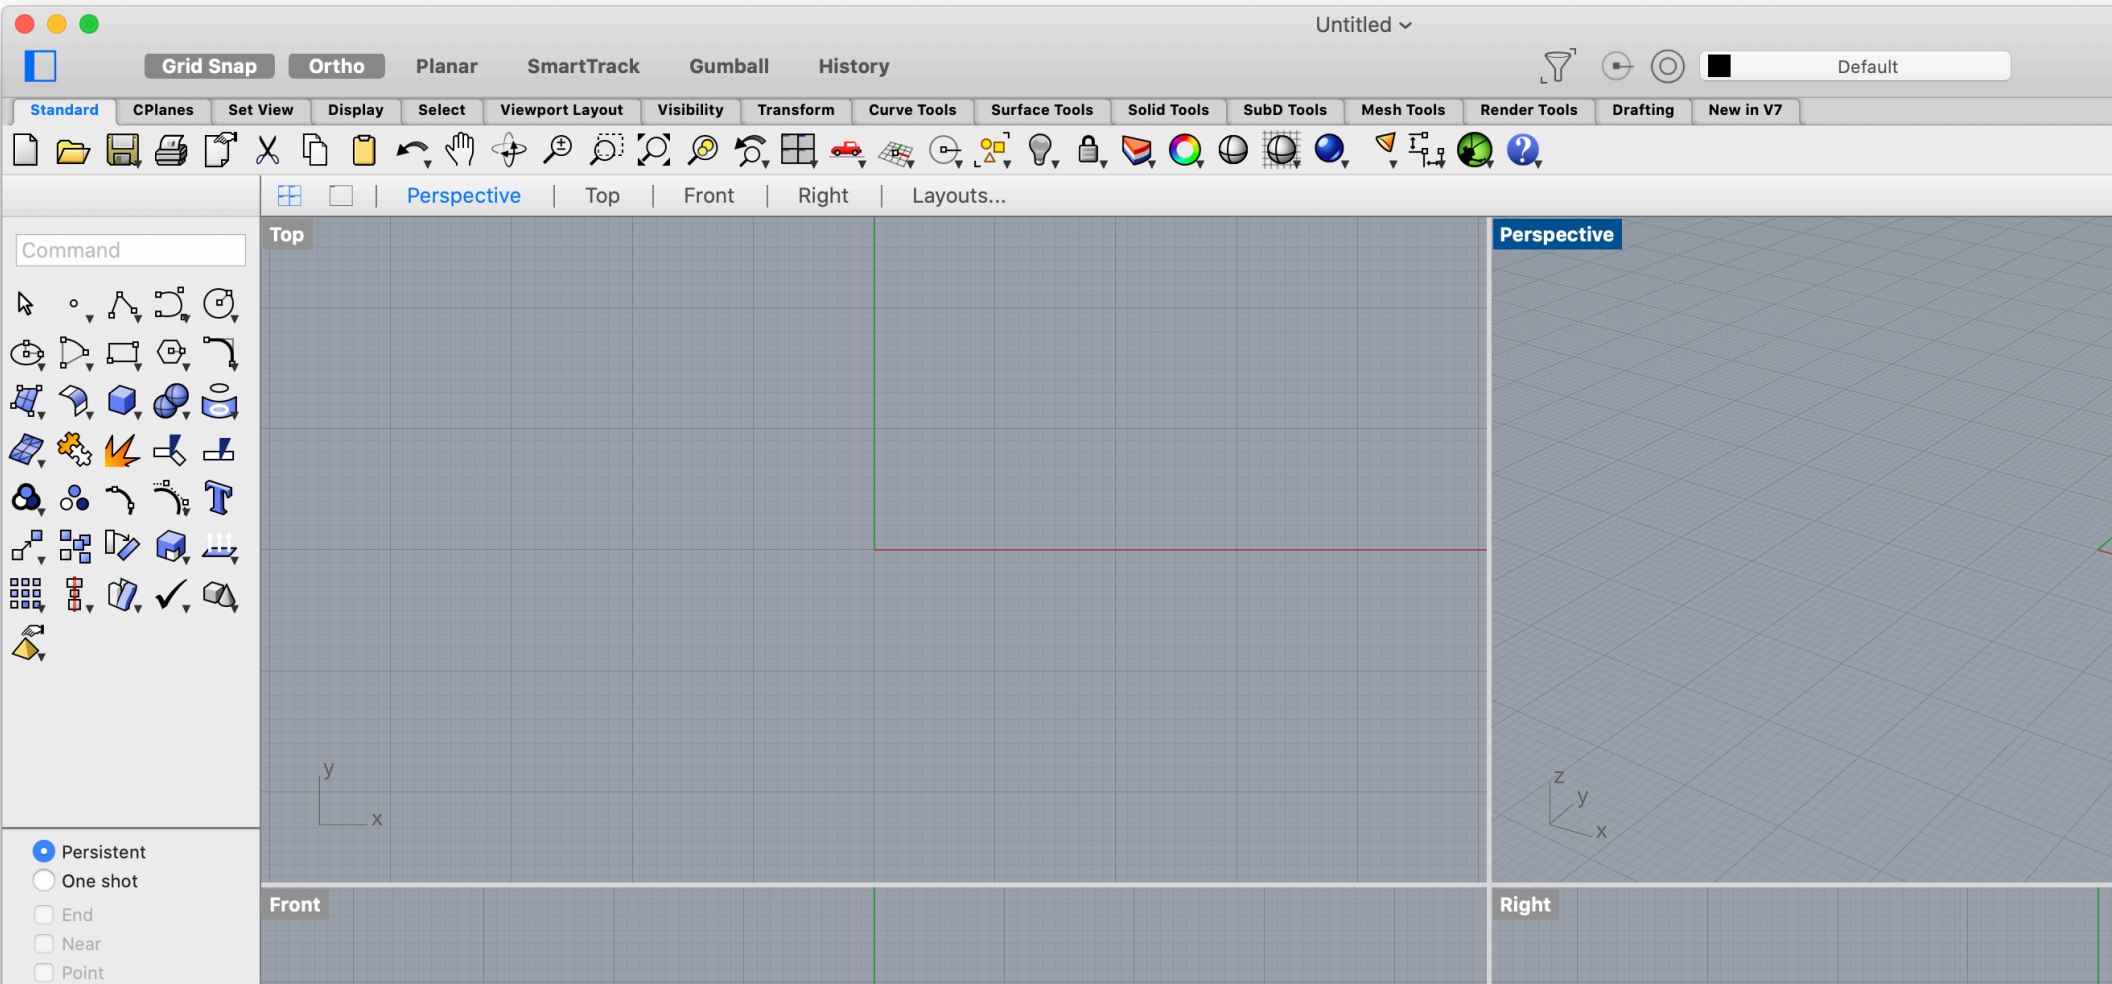 Untitled
Grid Snap Ortho Planar SmartTrack Gumball History Default
Standard CPlanes Set View Display Select Viewport Layout Visibility Transform Curve Tools Surface Tools Solid Tools SubD Tools Mesh Tools Render Tools Drafting New in V7
Perspective | Top | Front | Right | Layouts...
Top
Perspective
Command
y
x
z
y
x
Persistent
One shot
End
Near
Point
Front
Right